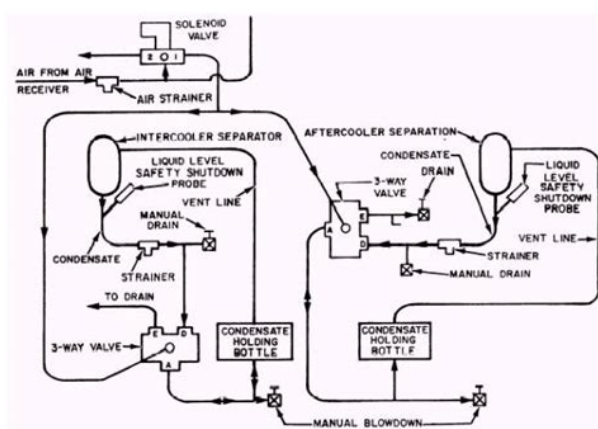 SOLENOID
VALVE
2 1
AIR FROM AIR
RECEIVER
AIR STRAINER
INTERCOOLER SEPARATOR
AFTERCOOLER SEPARATION
LIQUID LEVEL
SAFETY SHUTDOWN
PROBE
CONDENSATE
3-WAY
VALVE
DRAIN
LIQUID
LEVEL
SAFETY
SHUTDOWN
PROBE
MANUAL
DRAIN
VENT LINE
E
A
D
VENT LINE
CONDENSATE
STRAINER
STRAINER
MANUAL DRAIN
TO DRAIN
3-WAY VALVE
E D
A
CONDENSATE
HOLDING
BOTTLE
CONDENSATE
HOLDING
BOTTLE
MANUAL BLOWDOWN